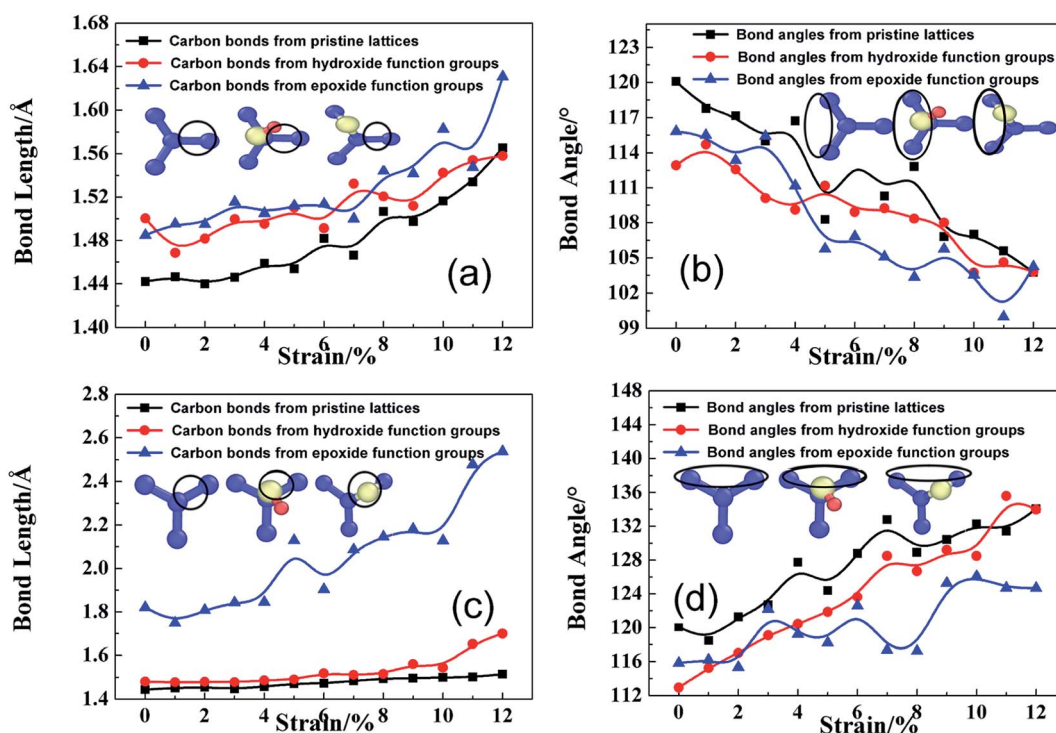 1.68
1.64
1.60
1.56
1.52
1.48
1.44
1.40
Bond Length/Å
Carbon bonds from pristine lattices
Carbon bonds from hydroxide function groups
Carbon bonds from epoxide function groups
(a)
0 2 4 6 8 10 12
Strain/%
123
120
117
114
111
108
105
102
99
Bond Angle/°
Bond angles from pristine lattices
Bond angles from hydroxide function groups
Bond angles from epoxide function groups
(b)
0 2 4 6 8 10 12
Strain/%
2.8
2.6
2.4
2.2
2.0
1.8
1.6
1.4
Bond Length/Å
Carbon bonds from pristine lattices
Carbon bonds from hydroxide function groups
Carbon bonds from epoxide function groups
(c)
0 2 4 6 8 10 12
Strain/%
148
144
140
136
132
128
124
120
116
112
Bond Angle/°
Bond angles from pristine lattices
Bond angles from hydroxide function groups
Bond angles from epoxide function groups
(d)
0 2 4 6 8 10 12
Strain/%